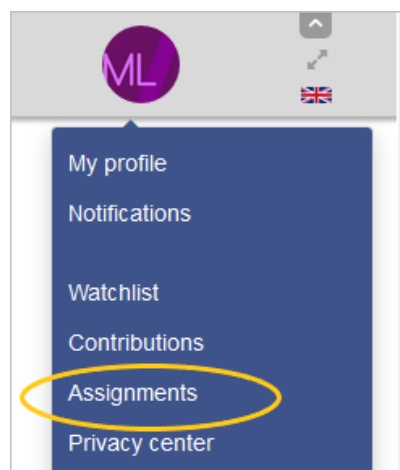 ML
My profile
Notifications
Watchlist
Contributions
Assignments
Privacy center